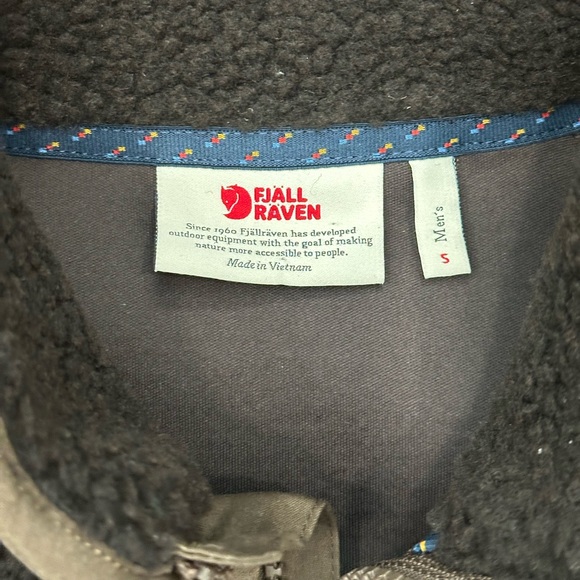 FJÄLL
RÄVEN
Since 1960 Fjällräven has developed
outdoor equipment with the goal of making
nature more accessible to people.
Made in Vietnam
Men's
S